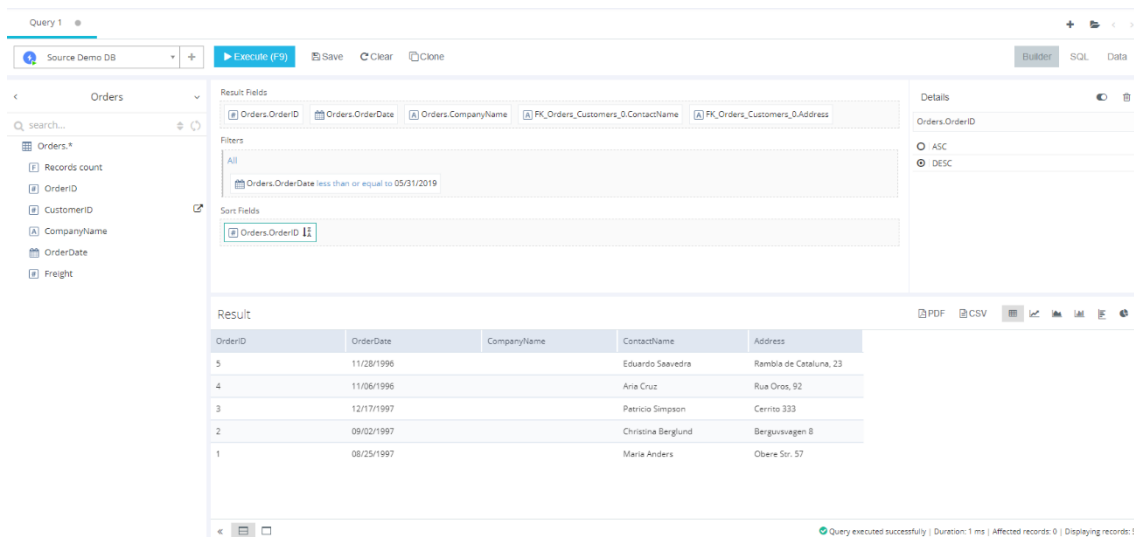 Query 1
Source Demo DB
Execute (F9) Save Clear Clone
Builder SQL Data
Orders
search...
Orders.*
Records count
OrderID
CustomerID
CompanyName
OrderDate
Freight
Result Fields
Orders.OrderID Orders.OrderDate Orders.CompanyName FK_Orders_Customers_0.ContactName FK_Orders_Customers_0.Address
Filters
All
Orders.OrderDate less than or equal to 05/31/2019
Sort Fields
Orders.OrderID
Details
Orders.OrderID
ASC
DESC
Result PDF CSV
OrderID OrderDate CompanyName ContactName Address
5 11/28/1996 Eduardo Saavedra Rambla de Cataluna, 23
4 11/06/1996 Aria Cruz Rua Oros, 92
3 12/17/1997 Patricio Simpson Cerrito 333
2 09/02/1997 Christina Berglund Berguvsvagen 8
1 08/25/1997 Maria Anders Obere Str. 57
Query executed successfully | Duration: 1 ms | Affected records: 0 | Displaying records: 5